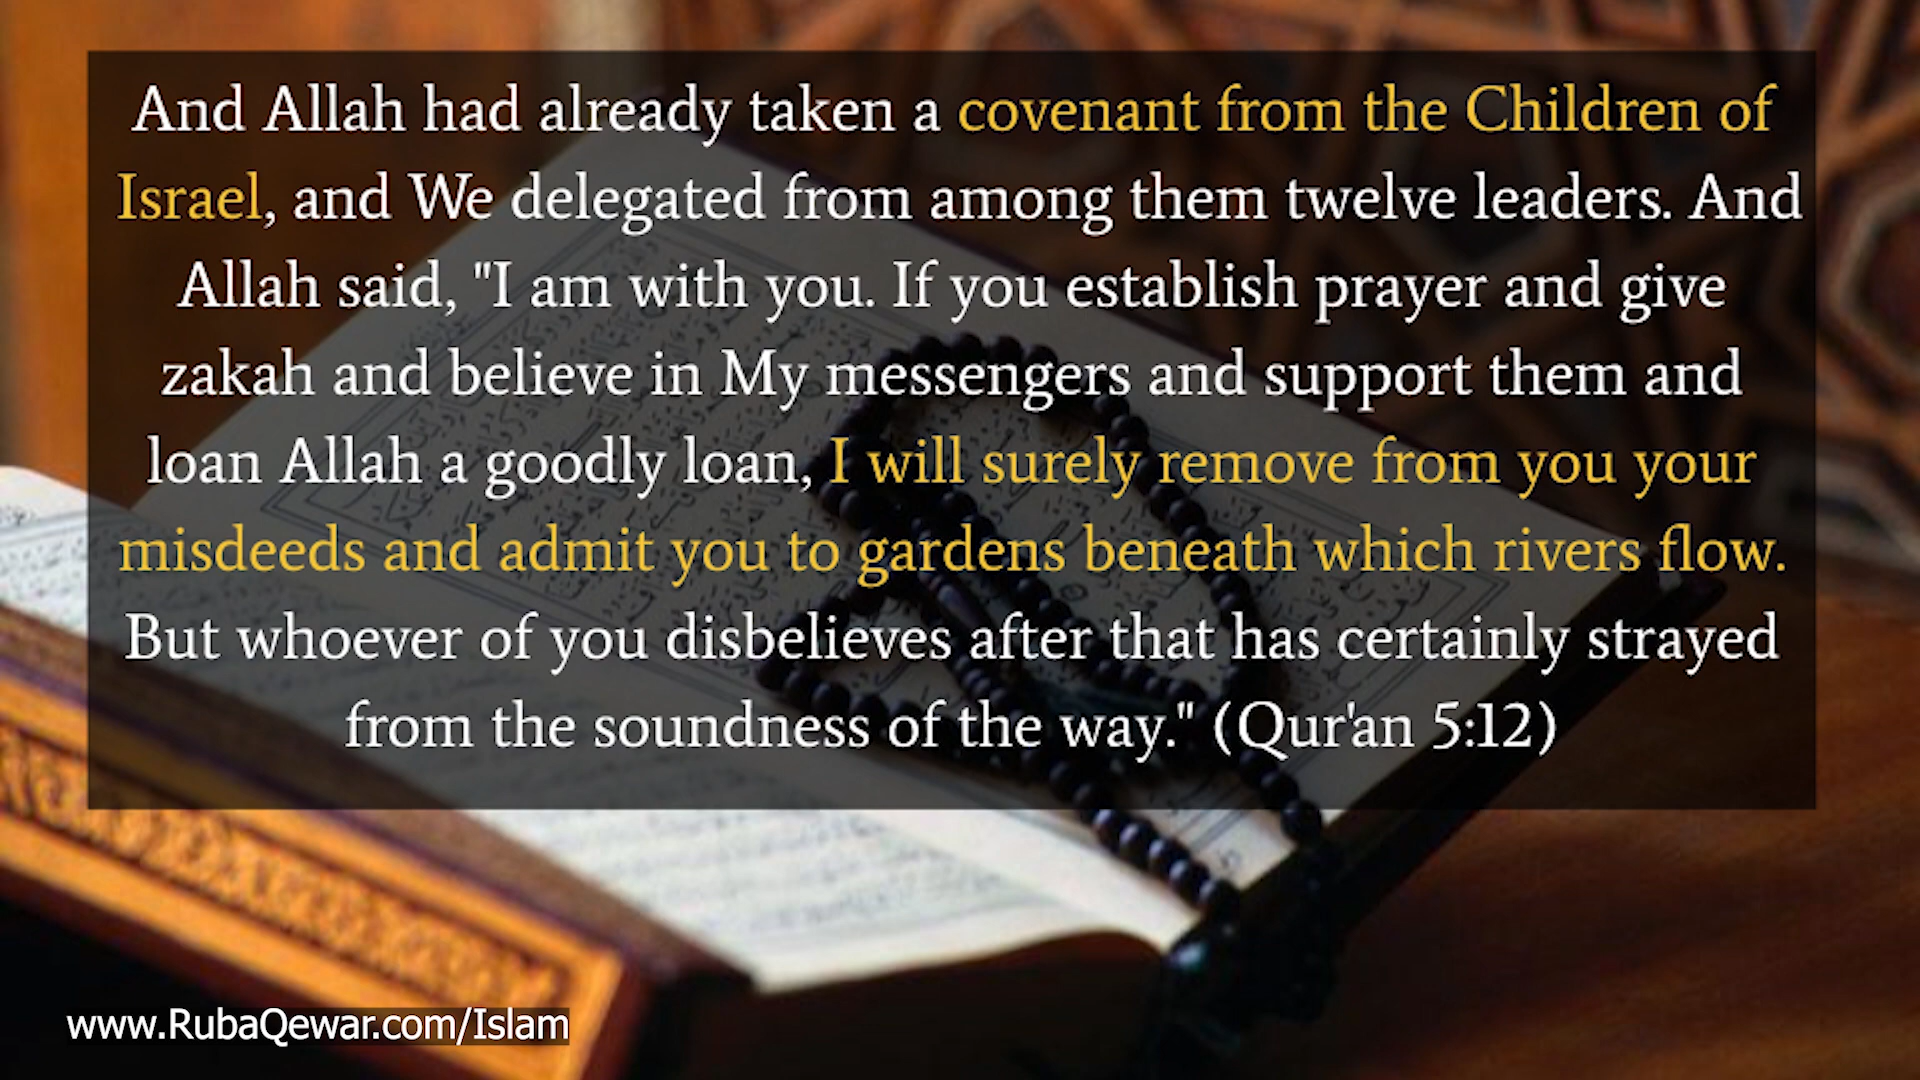 And Allah had already taken a covenant from the Children of
Israel, and We delegated from among them twelve leaders. And
Allah said, "I am with you. If you establish prayer and give
zakah and believe in My messengers and support them and
loan Allah a goodly loan, I will surely remove from you your
misdeeds and admit you to gardens beneath which rivers flow.
But whoever of you disbelieves after that has certainly strayed
from the soundness of the way." (Qur'an 5:12)
www.RubaQewar.com/Islam